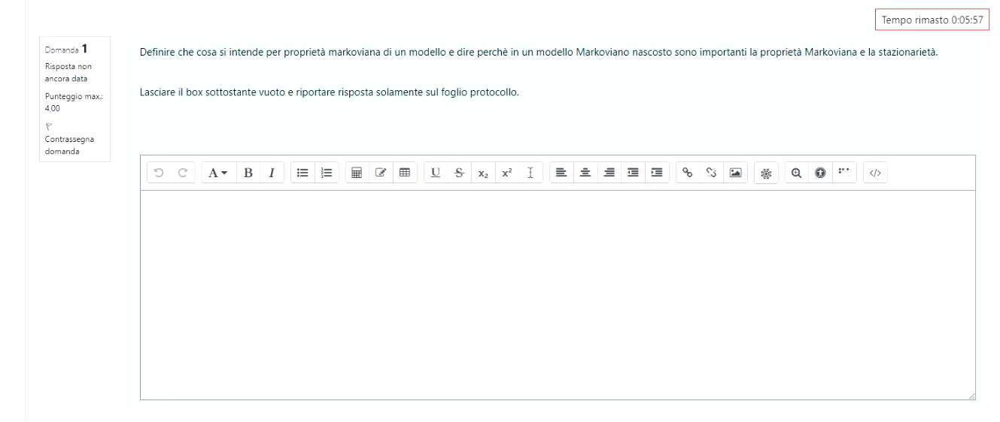 Tempo rimasto 0:05:57
Domanda 1
Risposta non
ancora data
Punteggio max.:
4,00
Contrassegna
domanda
Definire che cosa si intende per proprietà markoviana di un modello e dire perchè in un modello Markoviano nascosto sono importanti la proprietà Markoviana e la stazionarietà.
Lasciare il box sottostante vuoto e riportare risposta solamente sul foglio protocollo.
A B I U S x₂ x² </>